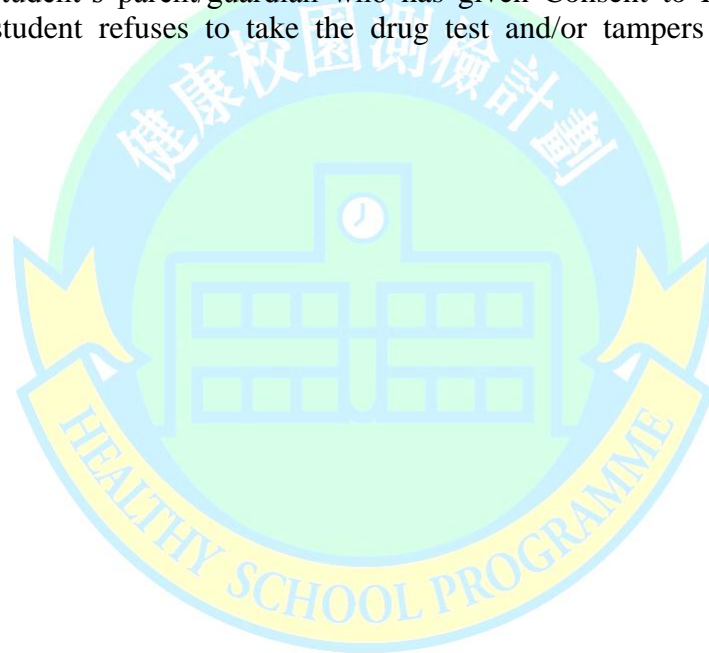 student's parent/guardian who has given Consent to
student refuses to take the drug test and/or tampers
健康校園測檢計劃
HEALTHY SCHOOL PROGRAMME